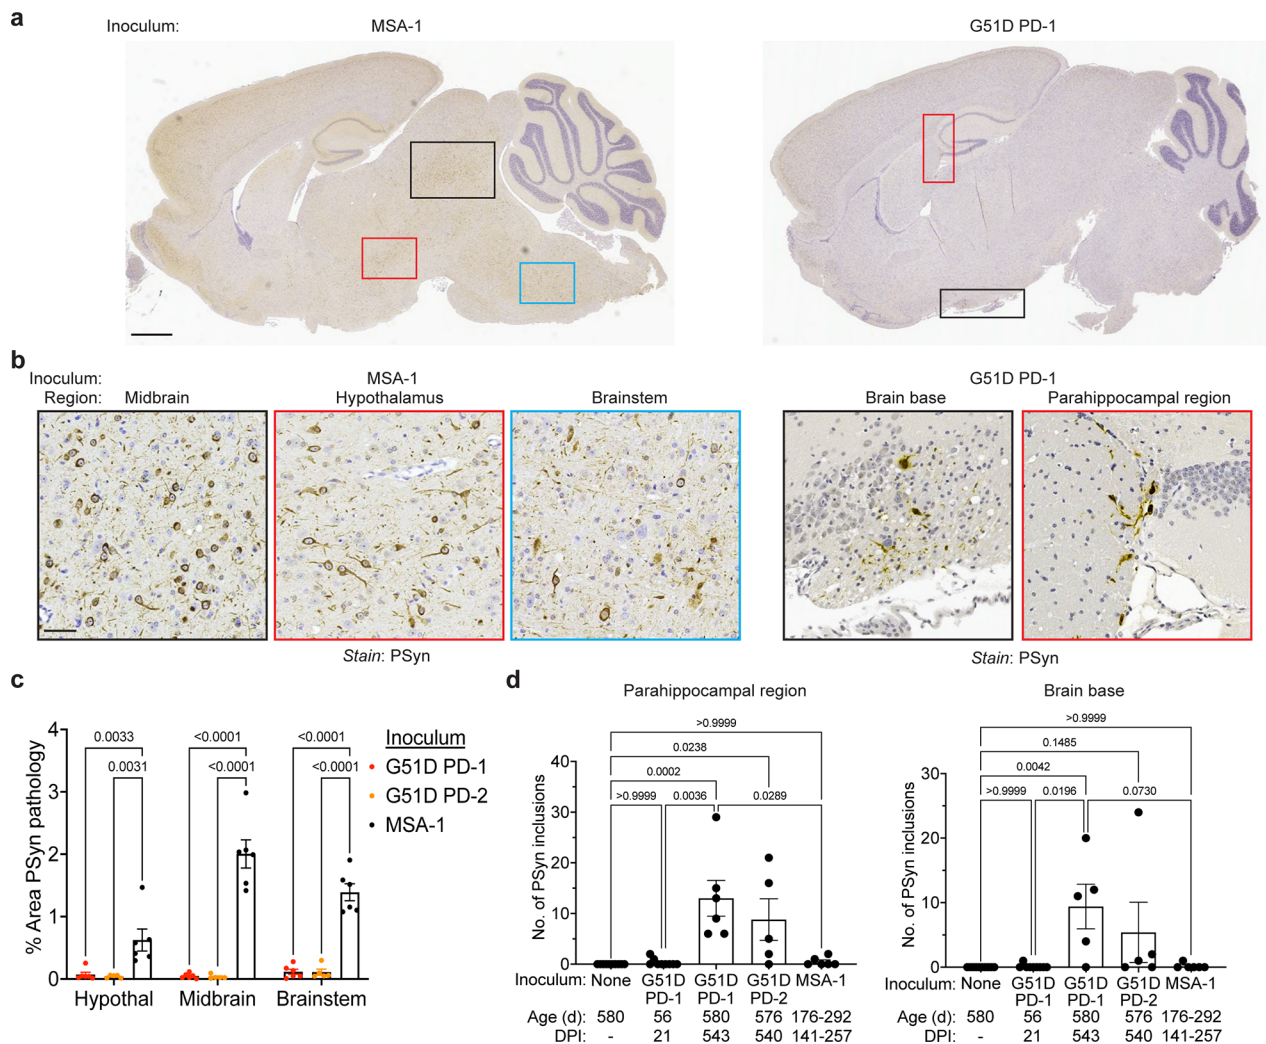 a
Inoculum: MSA-1 G51D PD-1
b
Inoculum: MSA-1 G51D PD-1
Region: Midbrain Hypothalamus Brainstem Brain base Parahippocampal region
Stain: PSyn Stain: PSyn
c
% Area PSyn pathology
4
3
2
1
0
0.0033 <0.0001 <0.0001
0.0031 <0.0001 <0.0001
Inoculum
G51D PD-1
G51D PD-2
MSA-1
Hypothal Midbrain Brainstem
d
Parahippocampal region
No. of PSyn inclusions
40
30
20
10
0
>0.9999
0.0238
0.0002
>0.9999 0.0036 0.0289
Inoculum: None G51D G51D G51D MSA-1
PD-1 PD-1 PD-2
Age (d): 580 56 580 576 176-292
DPI: - 21 543 540 141-257
Brain base
No. of PSyn inclusions
30
20
10
0
>0.9999
0.1485
0.0042
>0.9999 0.0196 0.0730
Inoculum: None G51D G51D G51D MSA-1
PD-1 PD-1 PD-2
Age (d): 580 56 580 576 176-292
DPI: - 21 543 540 141-257